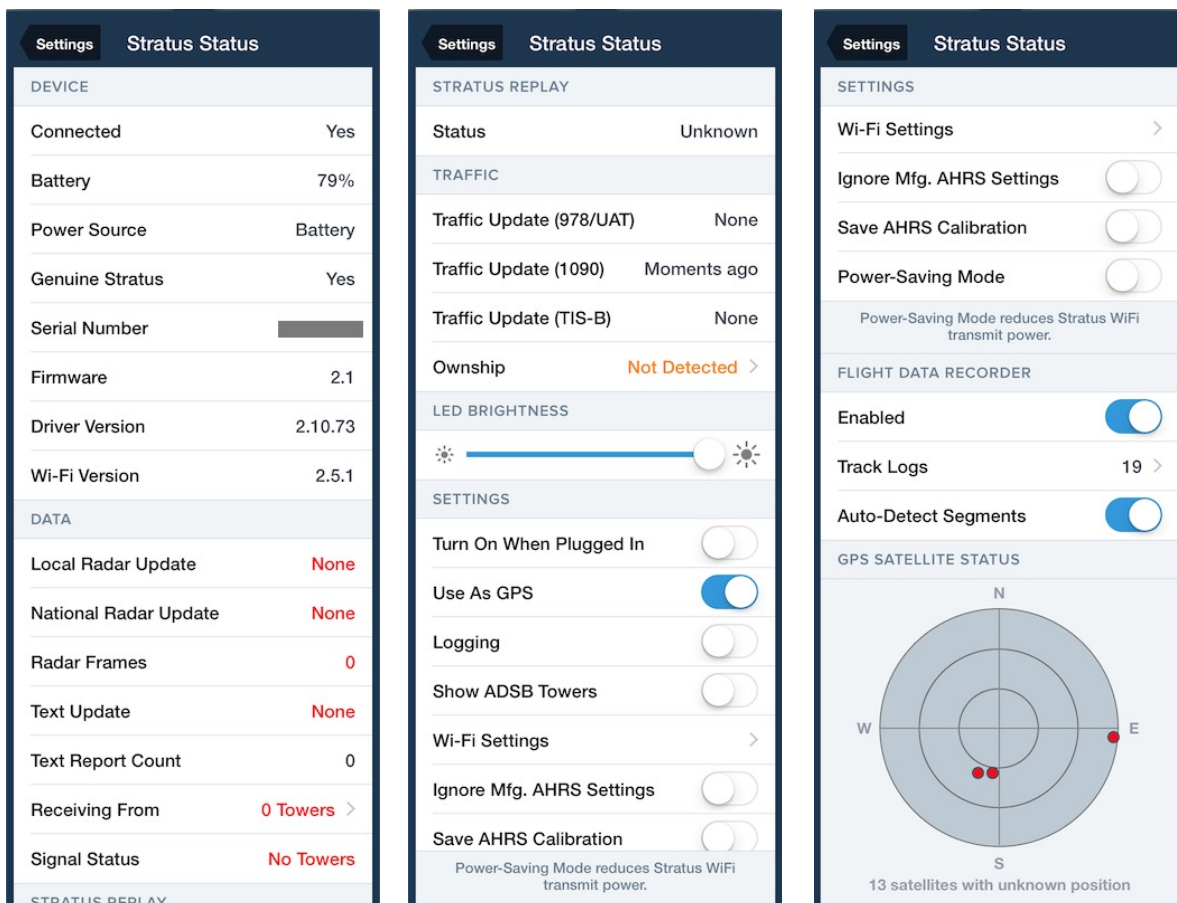 Settings
Stratus Status
DEVICE
Connected Yes
Battery 79%
Power Source Battery
Genuine Stratus Yes
Serial Number
Firmware 2.1
Driver Version 2.10.73
Wi-Fi Version 2.5.1
DATA
Local Radar Update None
National Radar Update None
Radar Frames 0
Text Update None
Text Report Count 0
Receiving From 0 Towers
Signal Status No Towers
STRATUS REPLAY
Settings
Stratus Status
STRATUS REPLAY
Status Unknown
TRAFFIC
Traffic Update (978/UAT) None
Traffic Update (1090) Moments ago
Traffic Update (TIS-B) None
Ownship Not Detected
LED BRIGHTNESS
SETTINGS
Turn On When Plugged In
Use As GPS
Logging
Show ADSB Towers
Wi-Fi Settings
Ignore Mfg. AHRS Settings
Save AHRS Calibration
Power-Saving Mode reduces Stratus WiFi
transmit power.
Settings
Stratus Status
SETTINGS
Wi-Fi Settings
Ignore Mfg. AHRS Settings
Save AHRS Calibration
Power-Saving Mode
Power-Saving Mode reduces Stratus WiFi
transmit power.
FLIGHT DATA RECORDER
Enabled
Track Logs 19
Auto-Detect Segments
GPS SATELLITE STATUS
N
W E
S
13 satellites with unknown position